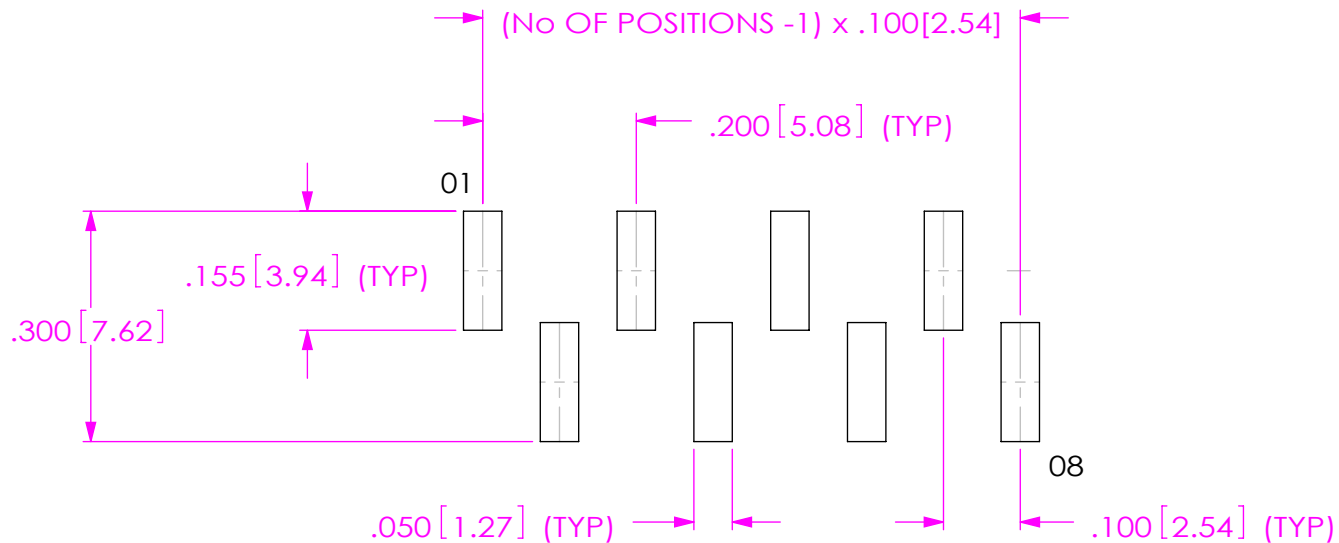 (No OF POSITIONS -1) x .100[2.54]
.200[5.08] (TYP)
01
.155[3.94] (TYP)
.300[7.62]
08
.050[1.27] (TYP)
.100[2.54] (TYP)